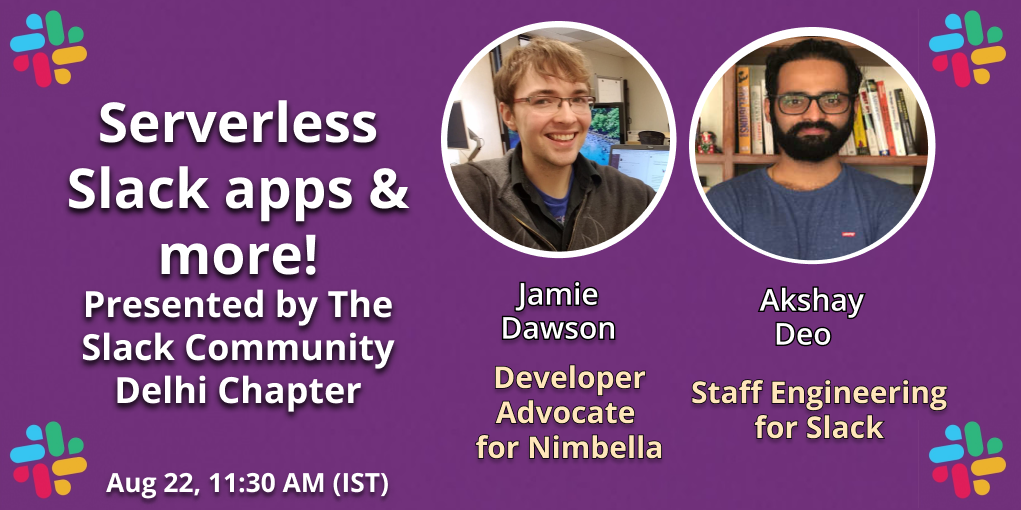 Serverless
Slack apps &
more!
Presented by The
Slack Community
Delhi Chapter
Aug 22, 11:30 AM (IST)
Jamie
Dawson
Developer
Advocate
for Nimbella
Akshay
Deo
Staff Engineering
for Slack